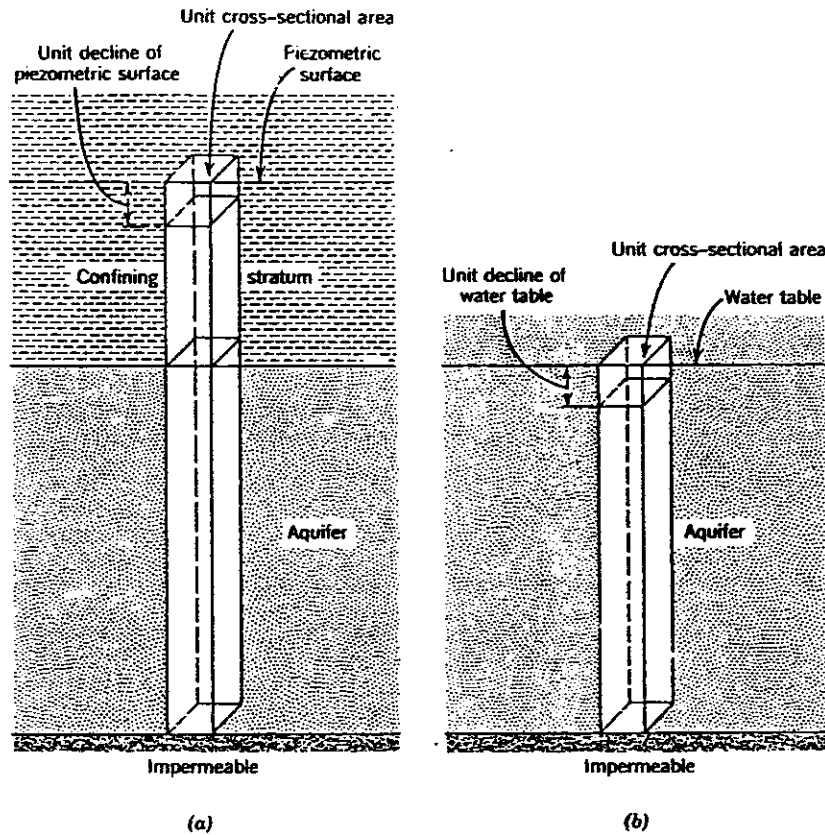 Unit cross-sectional area
Unit decline of
piezometric surface
Piezometric
surface
Confining
stratum
Aquifer
Impermeable
(a)
Unit cross-sectional area
Unit decline of
water table
Water table
Aquifer
Impermeable
(b)